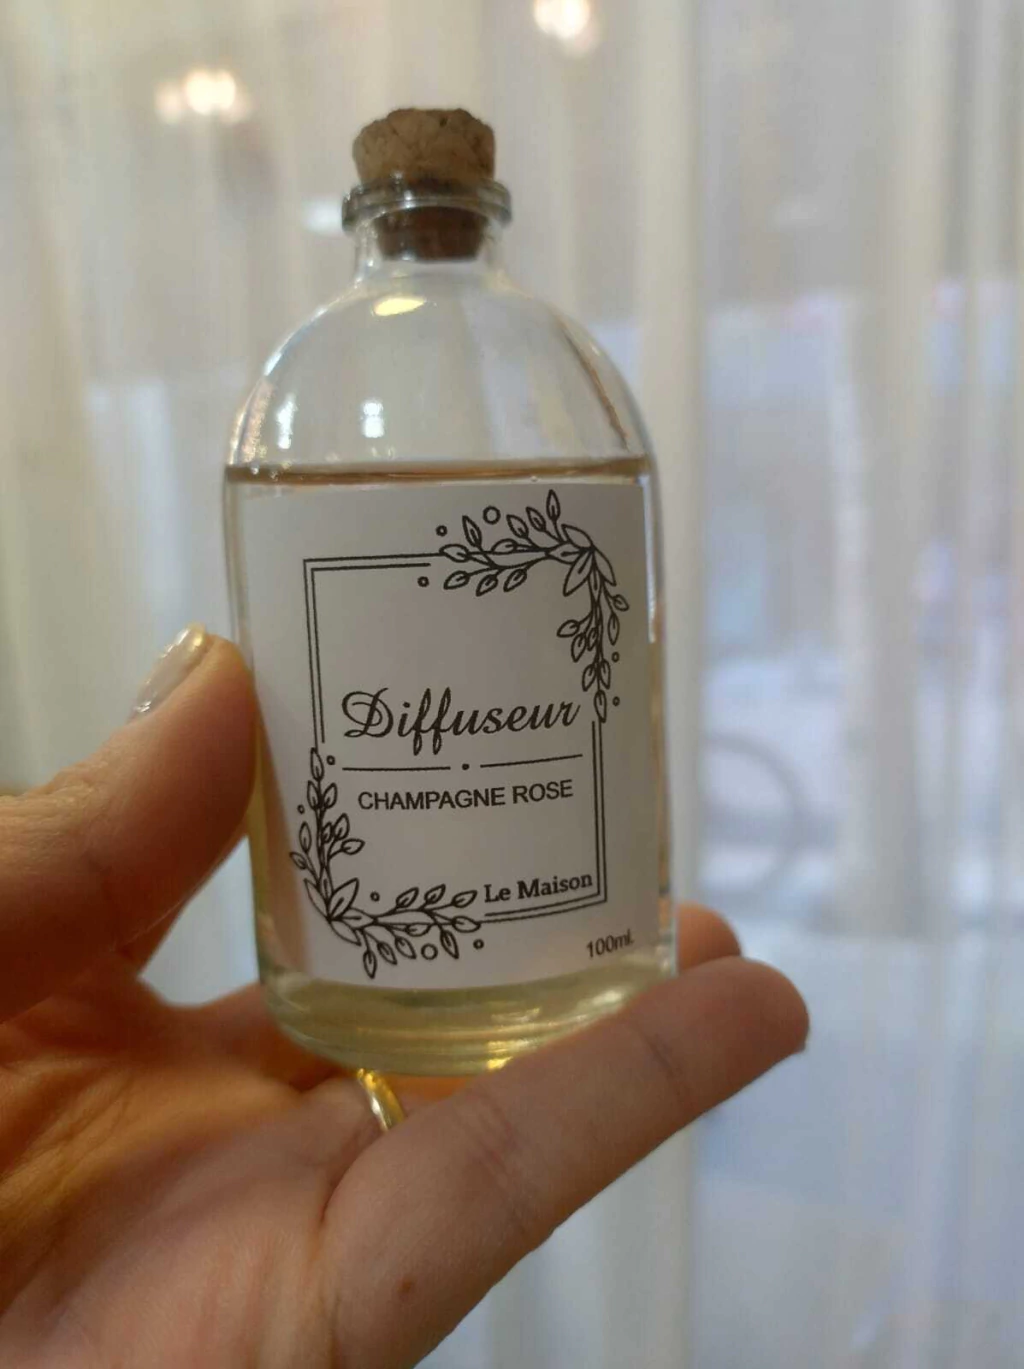 Diffuseur
CHAMPAGNE ROSE
Le Maison
100ml.